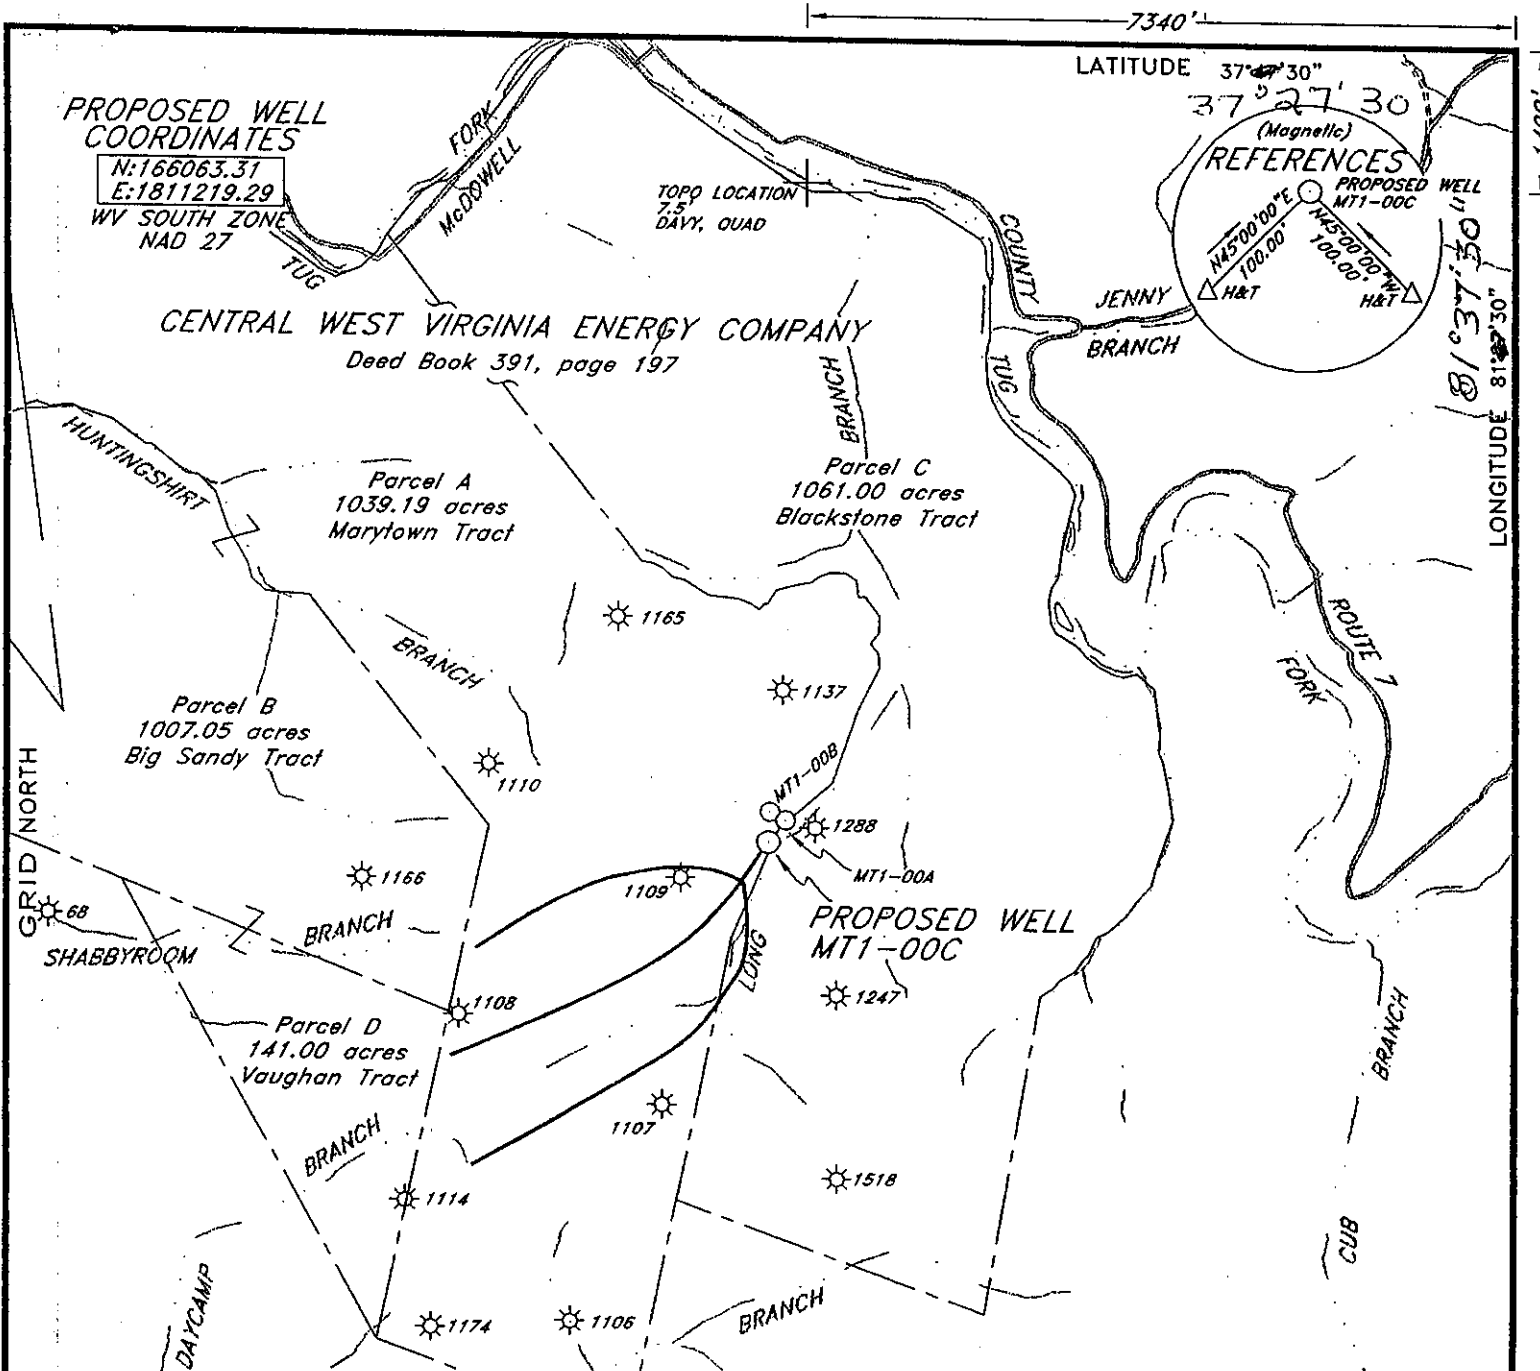 7340'
LATITUDE 37°47'30"
37° 27' 30
PROPOSED WELL
COORDINATES
N:166063.31
E:1811219.29
WV SOUTH ZONE
NAD 27
FORK
McDOWELL
TUG
TOPO LOCATION
7.5'
DAVY, QUAD
COUNTY
(Magnetic)
REFERENCES
PROPOSED WELL
MT1-00C
N45°00'00"E
100.00'
N45°00'00"W
100.00'
H&T
H&T
81°37'30"
LONGITUDE
30"
JENNY
BRANCH
TUG
CENTRAL WEST VIRGINIA ENERGY COMPANY
Deed Book 391, page 197
BRANCH
HUNTINGSHIRT
Parcel A
1039.19 acres
Marytown Tract
Parcel C
1061.00 acres
Blackstone Tract
1165
BRANCH
ROUTE 7
FORK
1137
Parcel B
1007.05 acres
Big Sandy Tract
1110
MT1-00B
GRID NORTH
1288
MT1-00A
1166
1109
68
PROPOSED WELL
MT1-00C
BRANCH
SHABBYROOM
LONG
1247
1108
Parcel D
141.00 acres
Vaughan Tract
BRANCH
1107
BRANCH
1518
1114
CUB
DAYCAMP
BRANCH
1174
1106